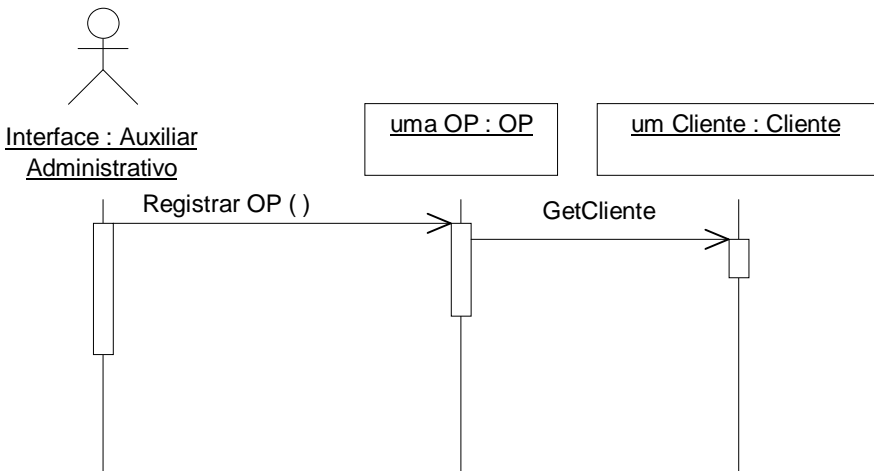 Interface : Auxiliar
Administrativo
uma OP : OP
um Cliente : Cliente
Registrar OP ( )
GetCliente